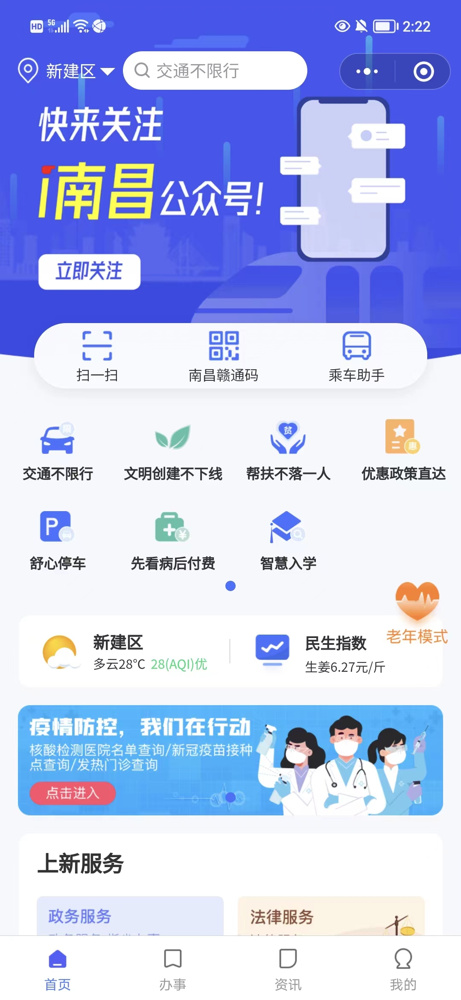 HD 5G 2:22
新建区 交通不限行
快来关注
i南昌公众号!
立即关注
扫一扫 南昌赣通码 乘车助手
限 贫 惠
交通不限行 文明创建不下线 帮扶不落一人 优惠政策直达
P ¥
舒心停车 先看病后付费 智慧入学
老年模式
新建区 民生指数
多云28℃ 28(AQI)优 生姜6.27元/斤
疫情防控，我们在行动
核酸检测医院名单查询/新冠疫苗接种
点查询/发热门诊查询
点击进入
上新服务
政务服务 法律服务
首页 办事 资讯 我的